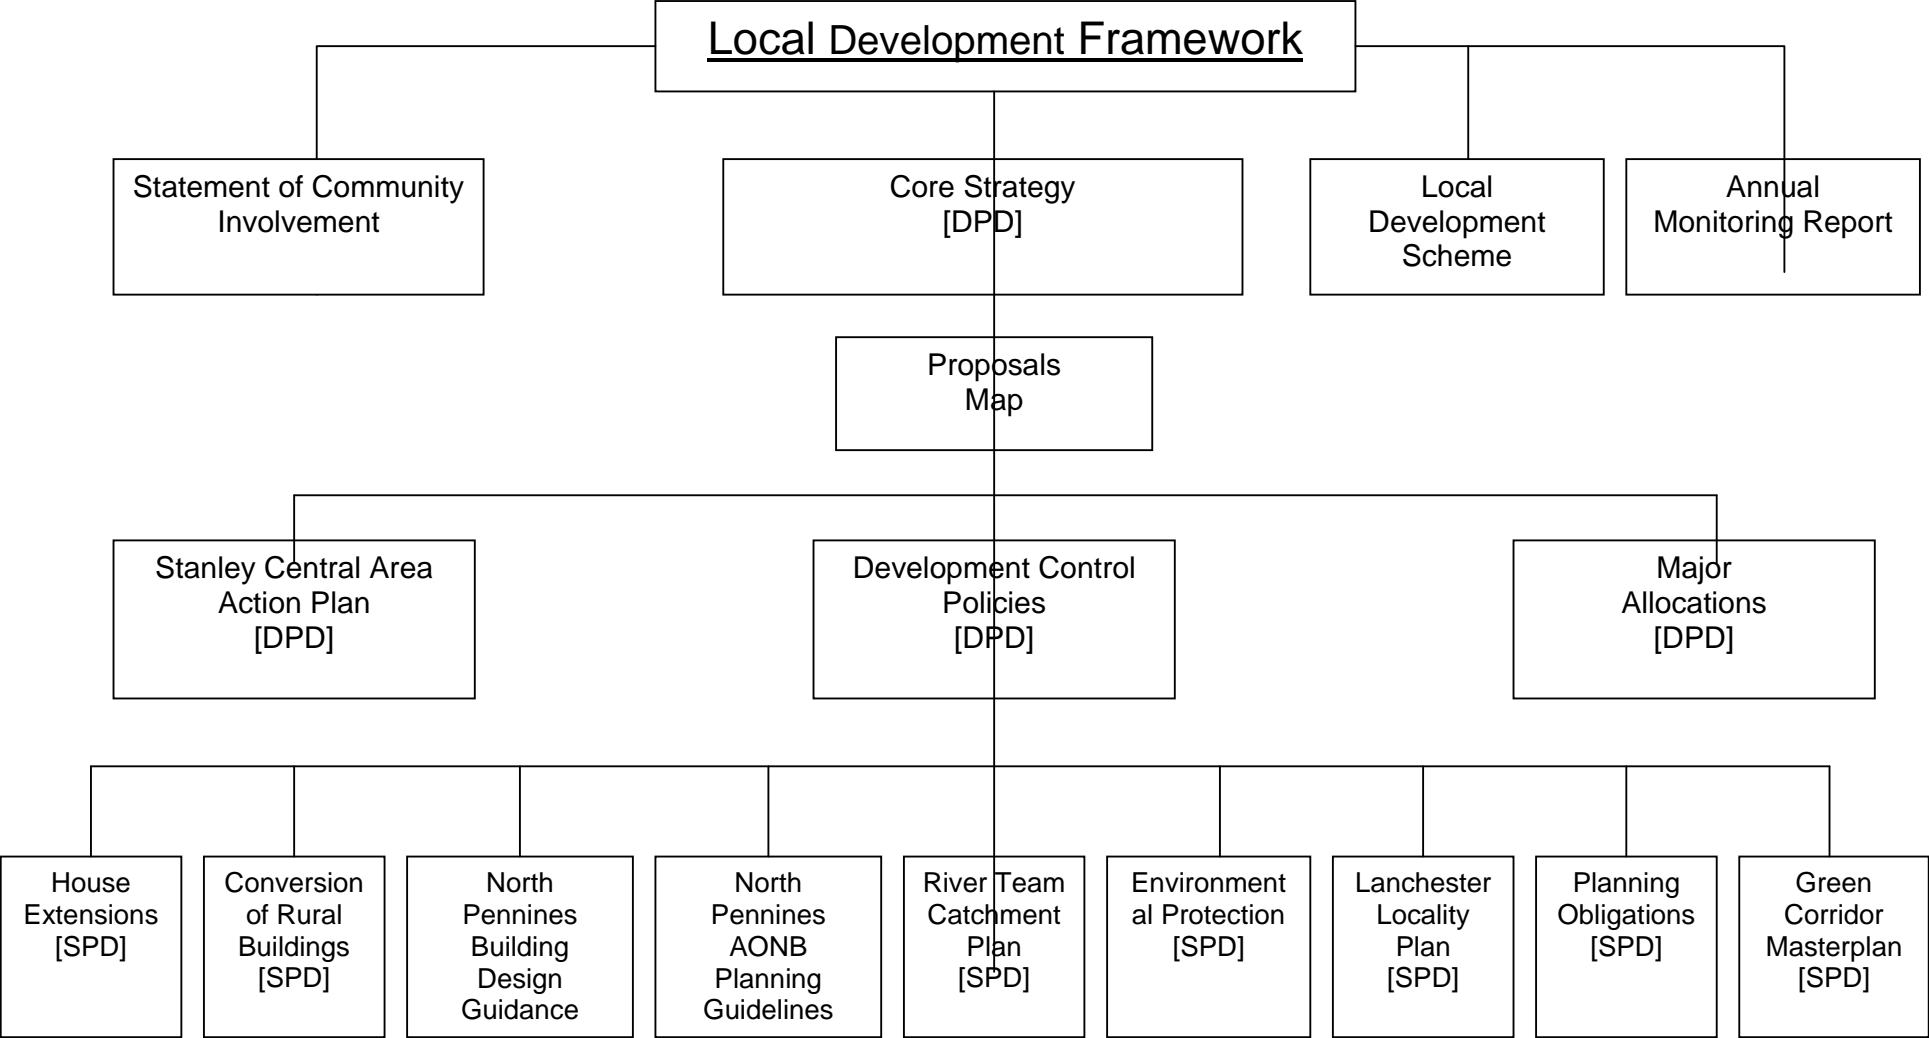 Local Development Framework
Statement of Community
Involvement
Core Strategy
[DPD]
Local
Development
Scheme
Annual
Monitoring Report
Proposals
Map
Stanley Central Area
Action Plan
[DPD]
Development Control
Policies
[DPD]
Major
Allocations
[DPD]
House
Extensions
[SPD]
Conversion
of Rural
Buildings
[SPD]
North
Pennines
Building
Design
Guidance
North
Pennines
AONB
Planning
Guidelines
River Team
Catchment
Plan
[SPD]
Environment
al Protection
[SPD]
Lanchester
Locality
Plan
[SPD]
Planning
Obligations
[SPD]
Green
Corridor
Masterplan
[SPD]